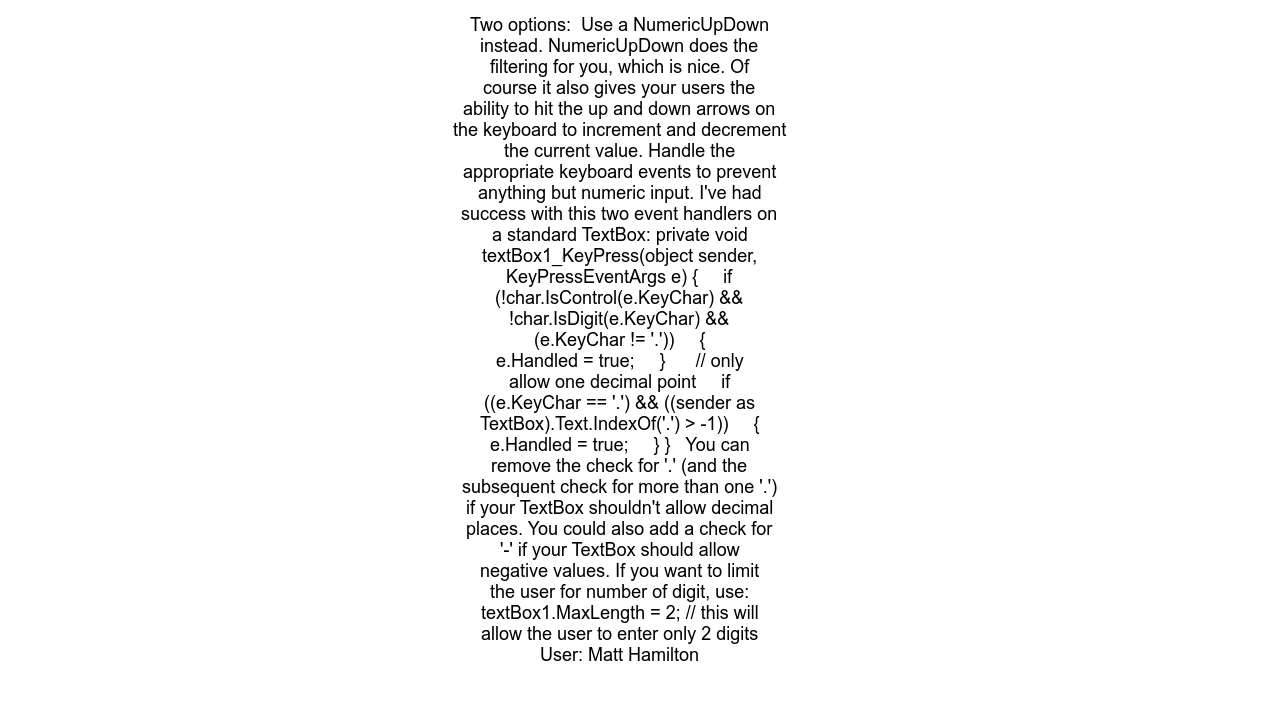 Two options:  Use a NumericUpDown
instead. NumericUpDown does the
filtering for you, which is nice. Of
course it also gives your users the
ability to hit the up and down arrows on
the keyboard to increment and decrement
the current value. Handle the
appropriate keyboard events to prevent
anything but numeric input. I've had
success with this two event handlers on
a standard TextBox: private void
textBox1_KeyPress(object sender,
KeyPressEventArgs e) {     if
(!char.IsControl(e.KeyChar) &&
!char.IsDigit(e.KeyChar) &&
(e.KeyChar != '.'))     {
e.Handled = true;     }      // only
allow one decimal point     if
((e.KeyChar == '.') && ((sender as
TextBox).Text.IndexOf('.') > -1))     {
e.Handled = true;     } }   You can
remove the check for '.' (and the
subsequent check for more than one '.')
if your TextBox shouldn't allow decimal
places. You could also add a check for
'-' if your TextBox should allow
negative values. If you want to limit
the user for number of digit, use:
textBox1.MaxLength = 2; // this will
allow the user to enter only 2 digits
User: Matt Hamilton